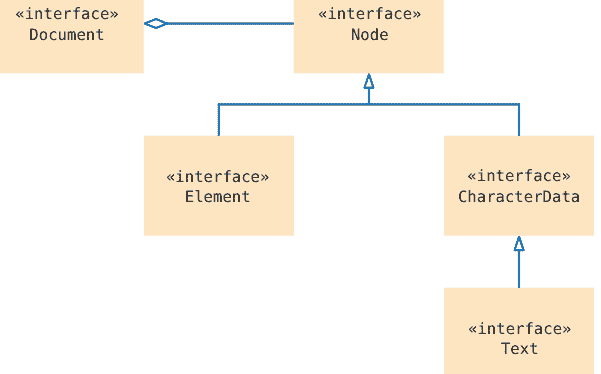 «interface»
Document
«interface»
Node
«interface»
Element
«interface»
CharacterData
«interface»
Text